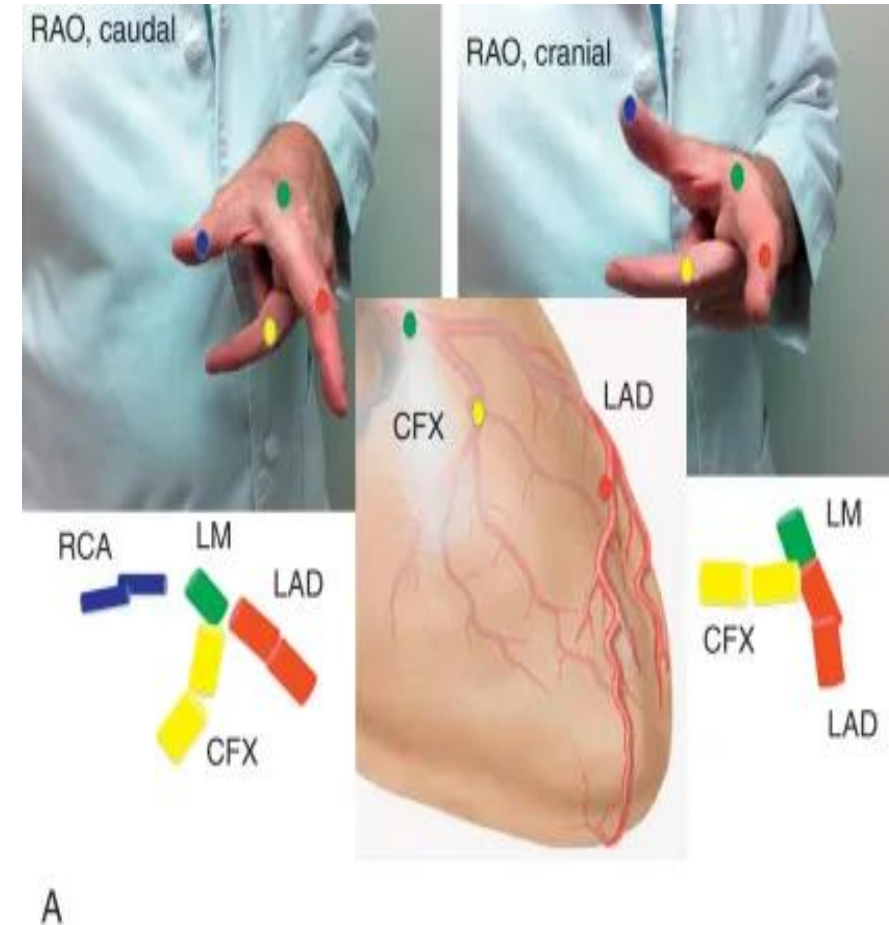 RAO, caudal
RAO, cranial
CFX
LAD
RCA
LM
LAD
CFX
LM
CFX
LAD
A